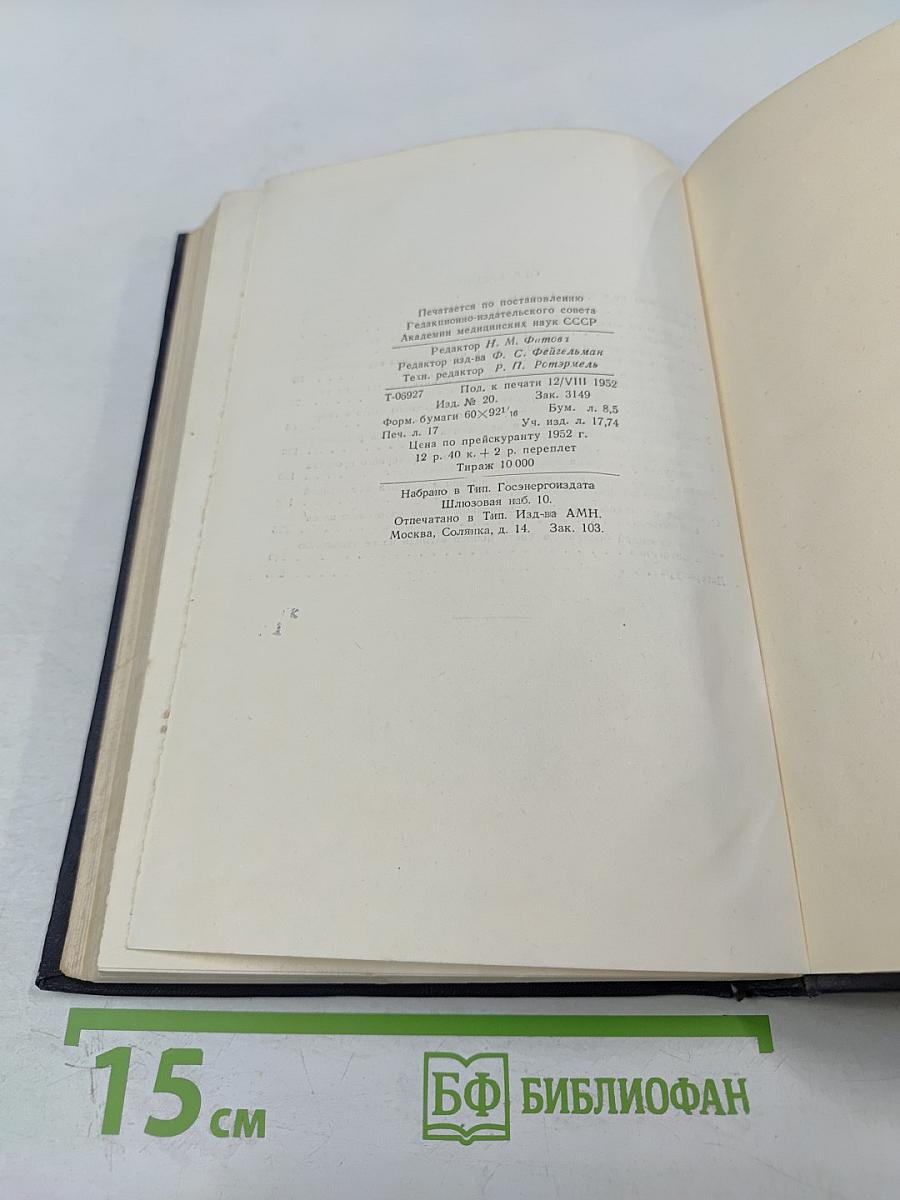 Печатается по постановлению
Редакционно-издательского совета
Академии медицинских наук СССР
Редактор Н. М. Фатова
Редактор изд-ва Ф. С. Фейгельман
Техн. редактор Р. П. Ротэрмель
Т-06927 Под. к печати 12/VIII 1952
Изд. № 20. Зак. 3149
Форм. бумаги 60×92 1/16 Бум. л. 8,5
Печ. л. 17 Уч. изд. л. 17,74
Цена по прейскуранту 1952 г.
12 р. 40 к. + 2 р. переплет
Тираж 10 000
Набрано в Тип. Госэнергоиздата
Шлюзовая наб. 10.
Отпечатано в Тип. Изд-ва АМН.
Москва, Солянка, д. 14. Зак. 103.
15 см
БФ БИБЛИОФАН